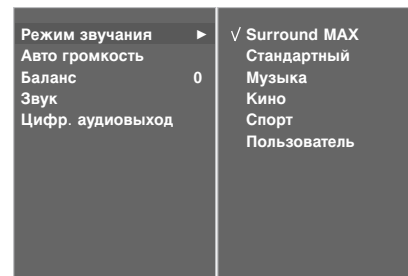 Режим звучания ►
Авто громкость
Баланс 0
Звук
Цифр. аудиовыход
√ Surround MAX
Стандартный
Музыка
Кино
Спорт
Пользователь